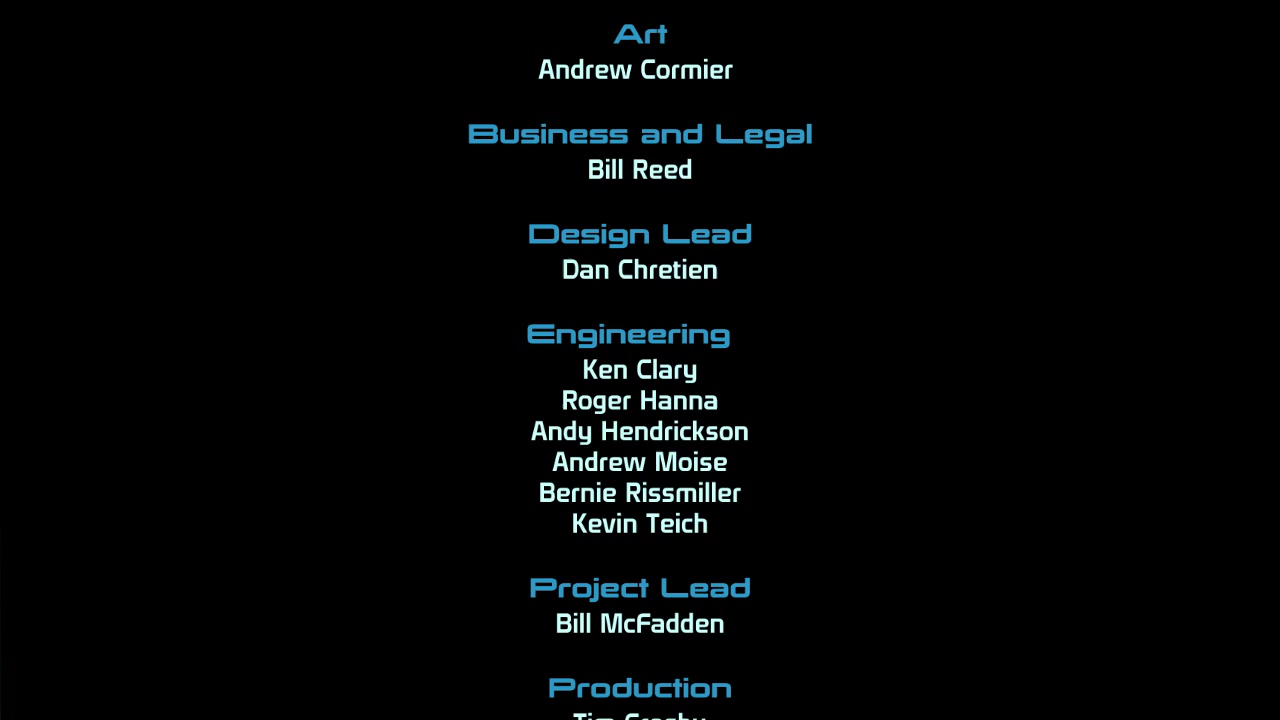 Art
Andrew Cormier
Business and Legal
Bill Reed
Design Lead
Dan Chretien
Engineering
Ken Clary
Roger Hanna
Andy Hendrickson
Andrew Moise
Bernie Rissmiller
Kevin Teich
Project Lead
Bill McFadden
Production
Tim